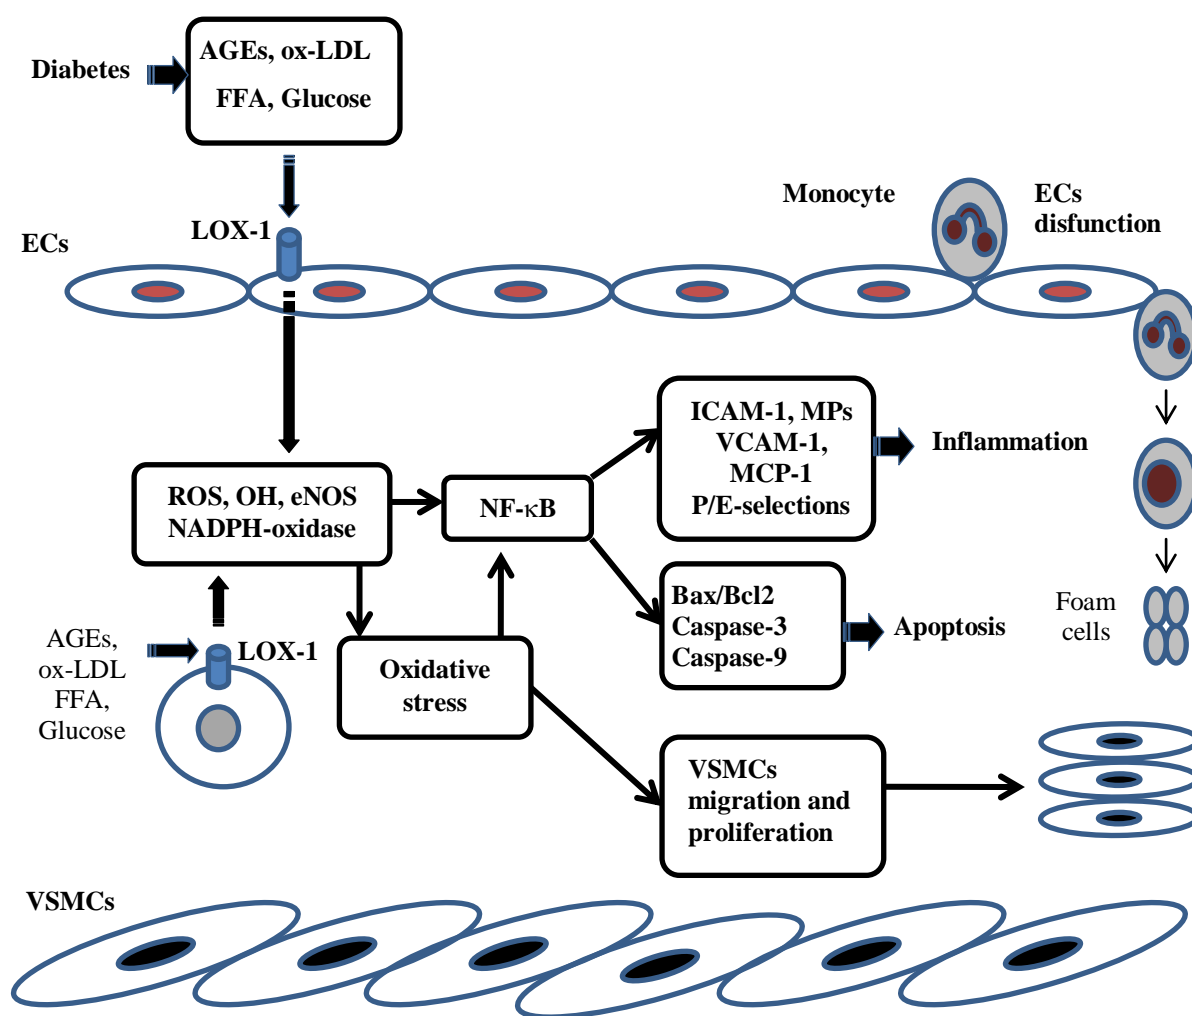 Diabetes
AGEs, ox-LDL
FFA, Glucose
LOX-1
ECs
Monocyte
ECs
disfunction
ICAM-1, MPs
VCAM-1,
MCP-1
P/E-selections
Inflammation
ROS, OH, eNOS
NADPH-oxidase
NF-κB
Bax/Bcl2
Caspase-3
Caspase-9
Apoptosis
Foam
cells
AGEs,
ox-LDL
FFA,
Glucose
LOX-1
Oxidative
stress
VSMCs
migration and
proliferation
VSMCs